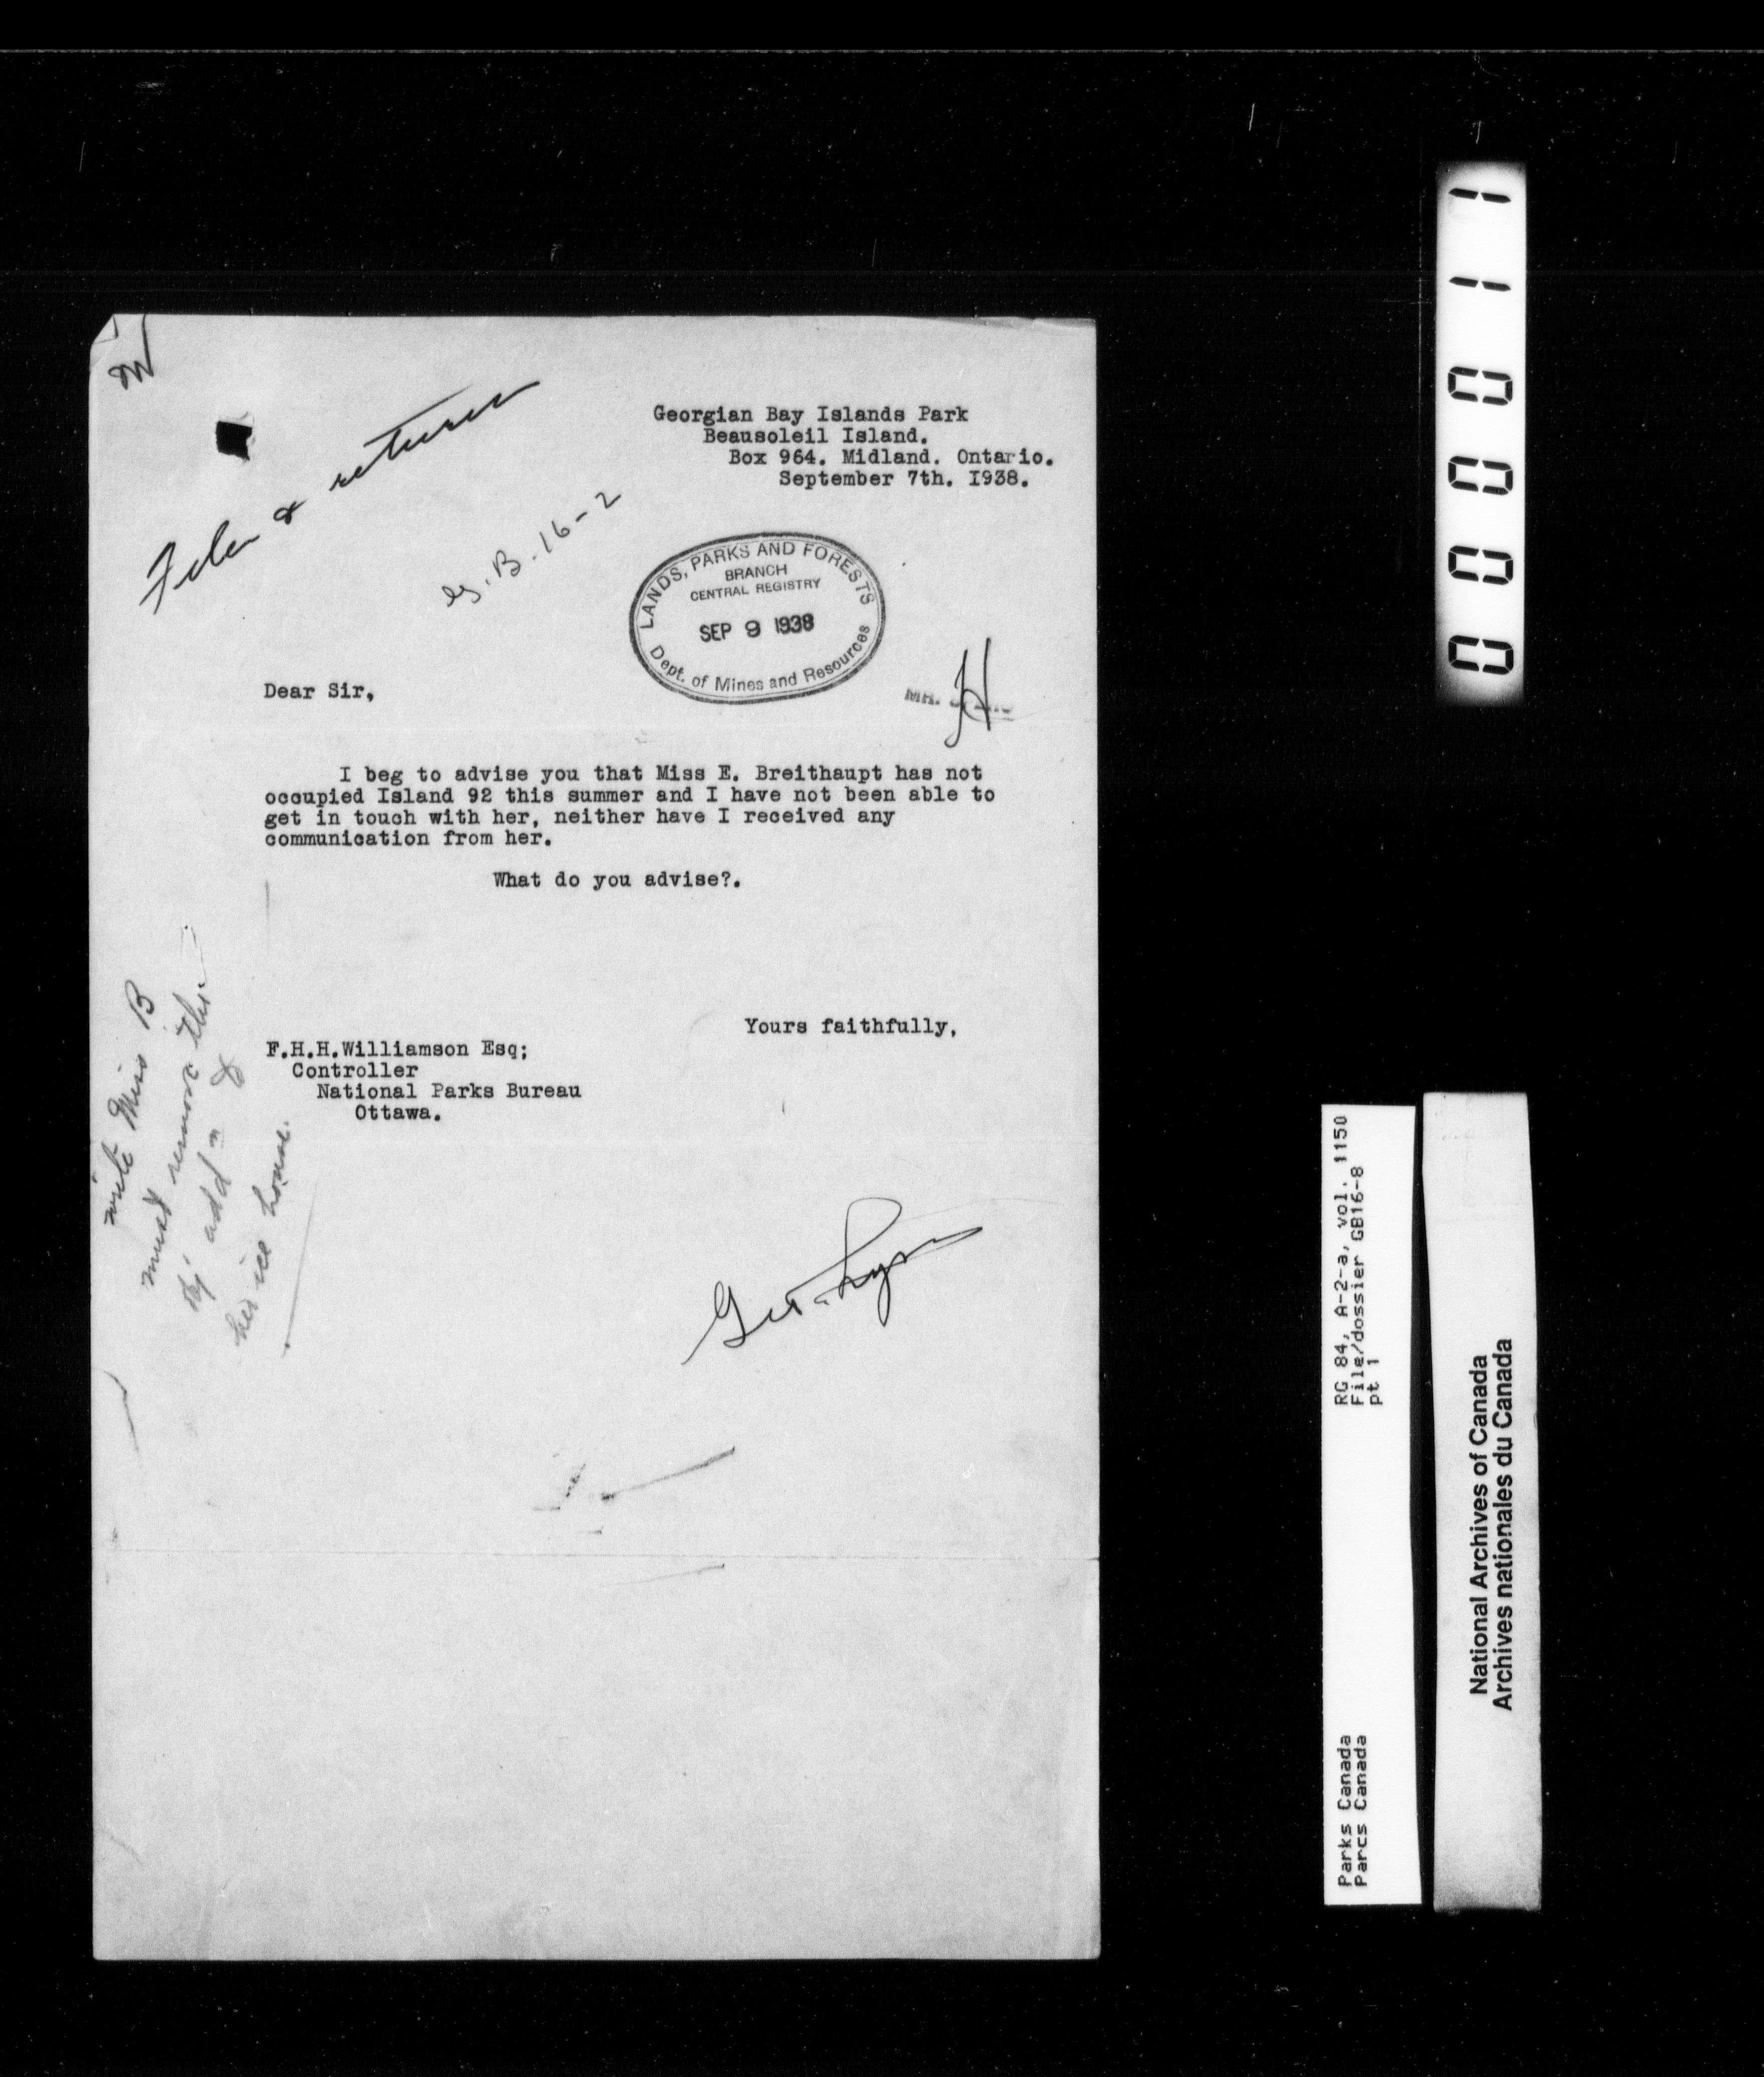 File & return
G.B.16-2
Georgian Bay Islands Park
Beausoleil Island.
Box 964. Midland. Ontario.
September 7th. I938.
LANDS, PARKS AND FORESTS
BRANCH
CENTRAL REGISTRY
SEP 9 1938
Dept. of Mines and Resources
Dear Sir,
MR.
H
I beg to advise you that Miss E. Breithaupt has not
occupied Island 92 this summer and I have not been able to
get in touch with her, neither have I received any
communication from her.
What do you advise?.
Yours faithfully,
F.H.H.Williamson Esq;
Controller
National Parks Bureau
Ottawa.
write Miss B
must remove this
add &
her ice house.
000011
RG 84, A-2-a, vol. 1150
File/dossier GB16-8
pt 1
Parks Canada
Parcs Canada
National Archives of Canada
Archives nationales du Canada